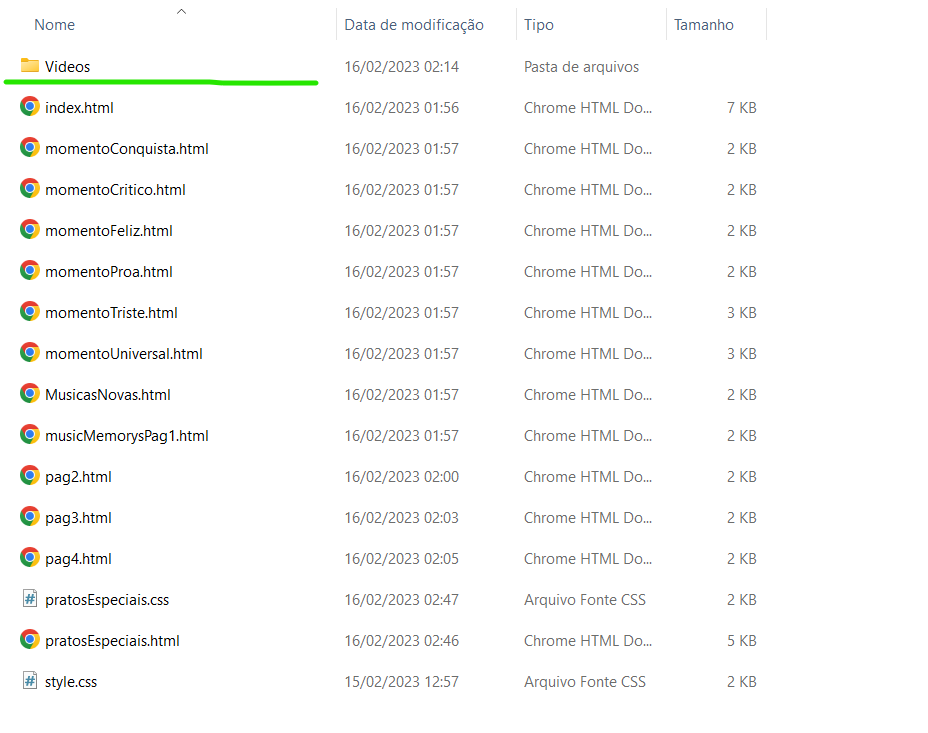 Nome Data de modificação Tipo Tamanho
Videos 16/02/2023 02:14 Pasta de arquivos
index.html 16/02/2023 01:56 Chrome HTML Do... 7 KB
momentoConquista.html 16/02/2023 01:57 Chrome HTML Do... 2 KB
momentoCritico.html 16/02/2023 01:57 Chrome HTML Do... 2 KB
momentoFeliz.html 16/02/2023 01:57 Chrome HTML Do... 2 KB
momentoProa.html 16/02/2023 01:57 Chrome HTML Do... 2 KB
momentoTriste.html 16/02/2023 01:57 Chrome HTML Do... 3 KB
momentoUniversal.html 16/02/2023 01:57 Chrome HTML Do... 3 KB
MusicasNovas.html 16/02/2023 01:57 Chrome HTML Do... 2 KB
musicMemorysPag1.html 16/02/2023 01:57 Chrome HTML Do... 2 KB
pag2.html 16/02/2023 02:00 Chrome HTML Do... 2 KB
pag3.html 16/02/2023 02:03 Chrome HTML Do... 2 KB
pag4.html 16/02/2023 02:05 Chrome HTML Do... 2 KB
pratosEspeciais.css 16/02/2023 02:47 Arquivo Fonte CSS 2 KB
pratosEspeciais.html 16/02/2023 02:46 Chrome HTML Do... 5 KB
style.css 15/02/2023 12:57 Arquivo Fonte CSS 2 KB